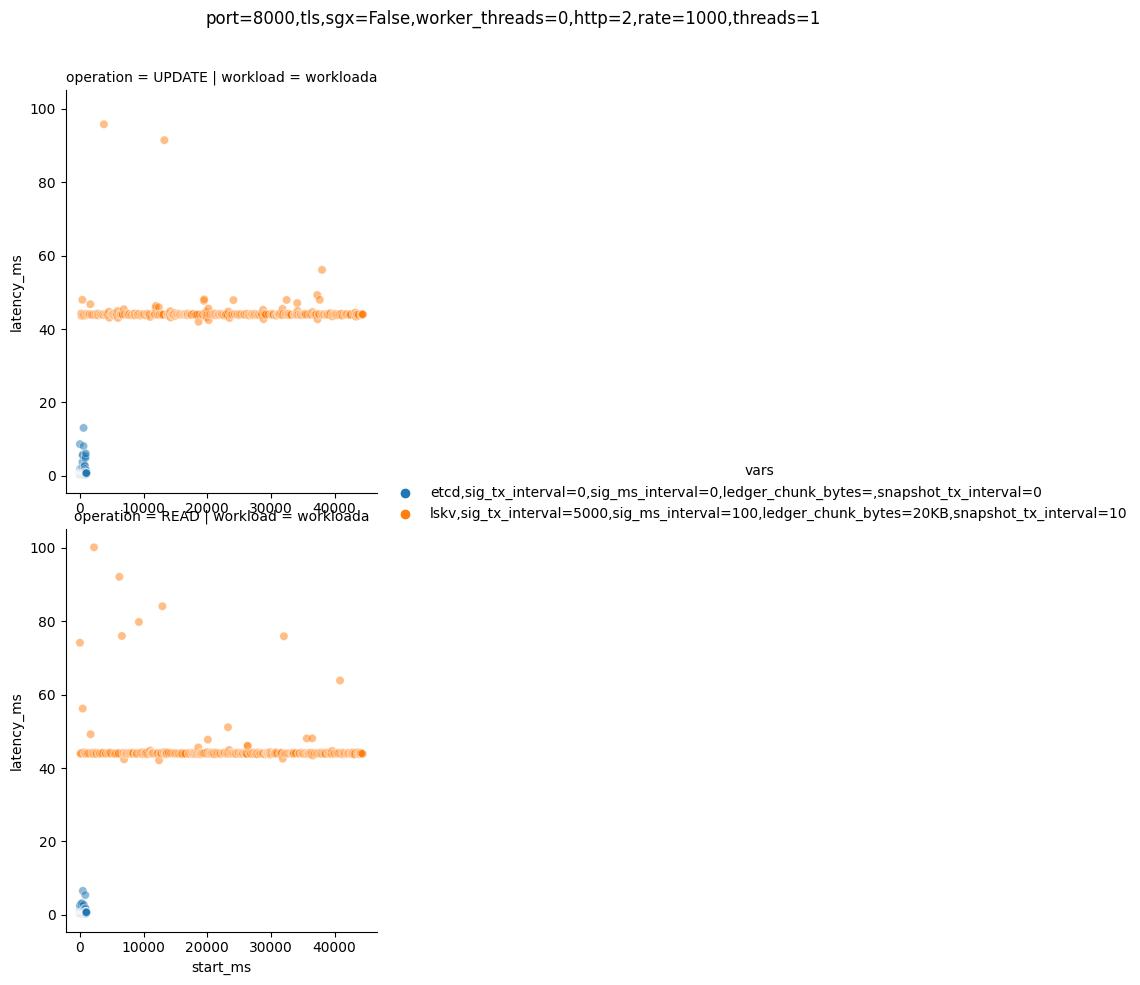 port=8000,tls,sgx=False,worker_threads=0,http=2,rate=1000,threads=1
operation = UPDATE | workload = workloada
100
80
60
40
20
0
latency_ms
0 10000 20000 30000 40000
vars
etcd,sig_tx_interval=0,sig_ms_interval=0,ledger_chunk_bytes=,snapshot_tx_interval=0
lskv,sig_tx_interval=5000,sig_ms_interval=100,ledger_chunk_bytes=20KB,snapshot_tx_interval=10
operation = READ | workload = workloada
100
80
60
40
20
0
latency_ms
0 10000 20000 30000 40000
start_ms